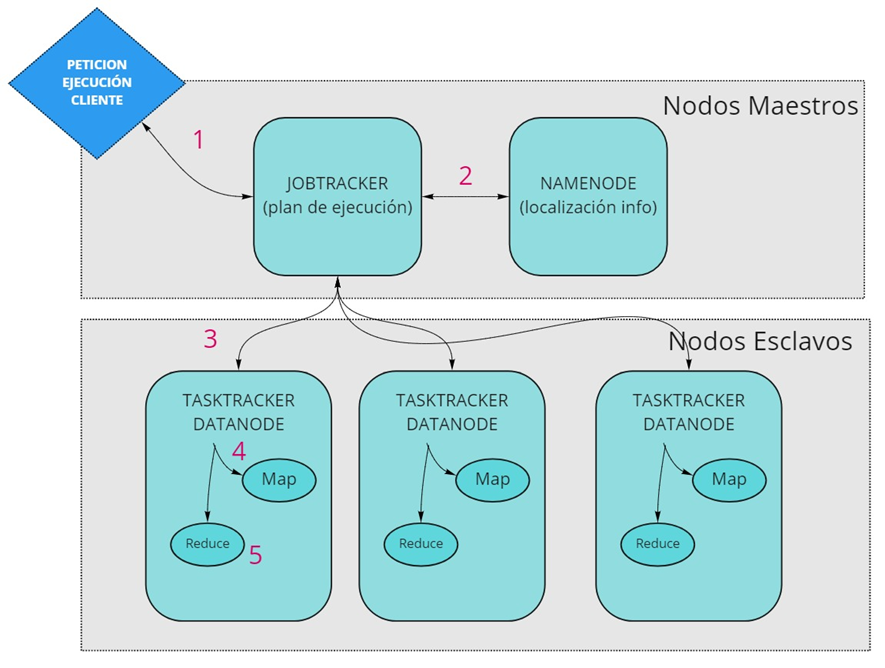 PETICION
EJECUCIÓN
CLIENTE
Nodos Maestros
1
JOBTRACKER
(plan de ejecución)
2
NAMENODE
(localización info)
3
Nodos Esclavos
TASKTRACKER
DATANODE
4
Map
Reduce
5
TASKTRACKER
DATANODE
Map
Reduce
TASKTRACKER
DATANODE
Map
Reduce